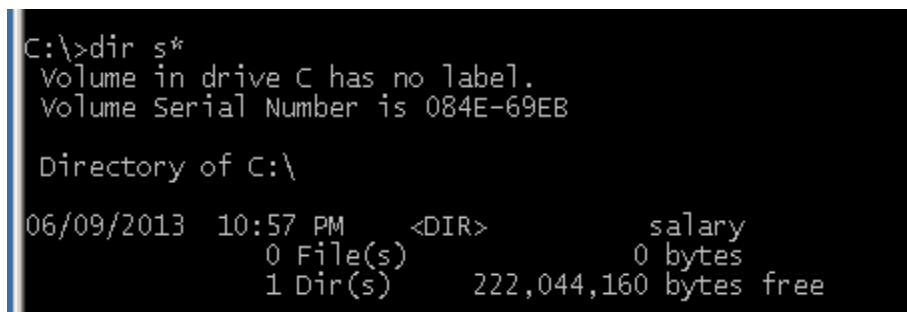 C:\>dir s*
 Volume in drive C has no label.
 Volume Serial Number is 084E-69EB

 Directory of C:\

06/09/2013  10:57 PM    <DIR>          salary
               0 File(s)              0 bytes
               1 Dir(s)     222,044,160 bytes free